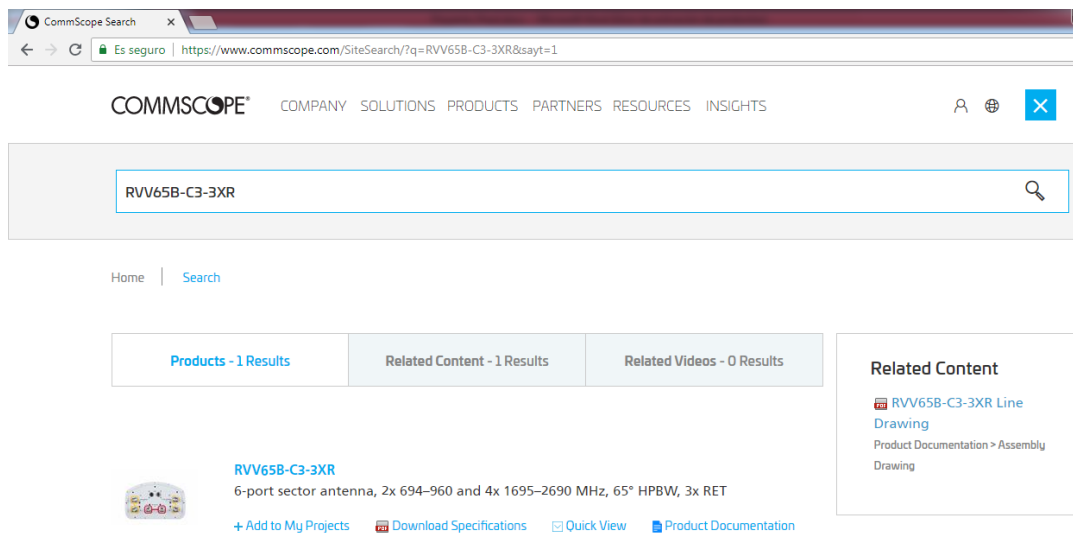 CommScope Search
Es seguro | https://www.commscope.com/SiteSearch/?q=RVV65B-C3-3XR&sayt=1
COMMSCOPE® COMPANY SOLUTIONS PRODUCTS PARTNERS RESOURCES INSIGHTS
RVV65B-C3-3XR
Home | Search
Products - 1 Results Related Content - 1 Results Related Videos - 0 Results
Related Content
RVV65B-C3-3XR Line
Drawing
Product Documentation > Assembly
Drawing
RVV65B-C3-3XR
6-port sector antenna, 2x 694–960 and 4x 1695–2690 MHz, 65° HPBW, 3x RET
+ Add to My Projects Download Specifications Quick View Product Documentation